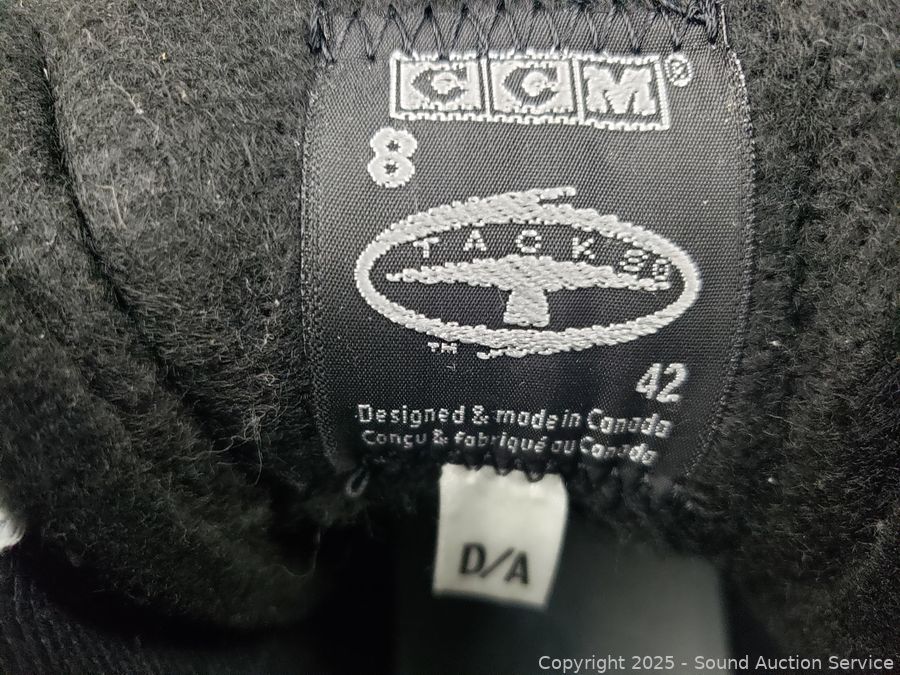 CCM®
8
TACKS
™
42
Designed & made in Canada
Conçu & fabriqué au Canada
D/A
Copyright 2025 - Sound Auction Service